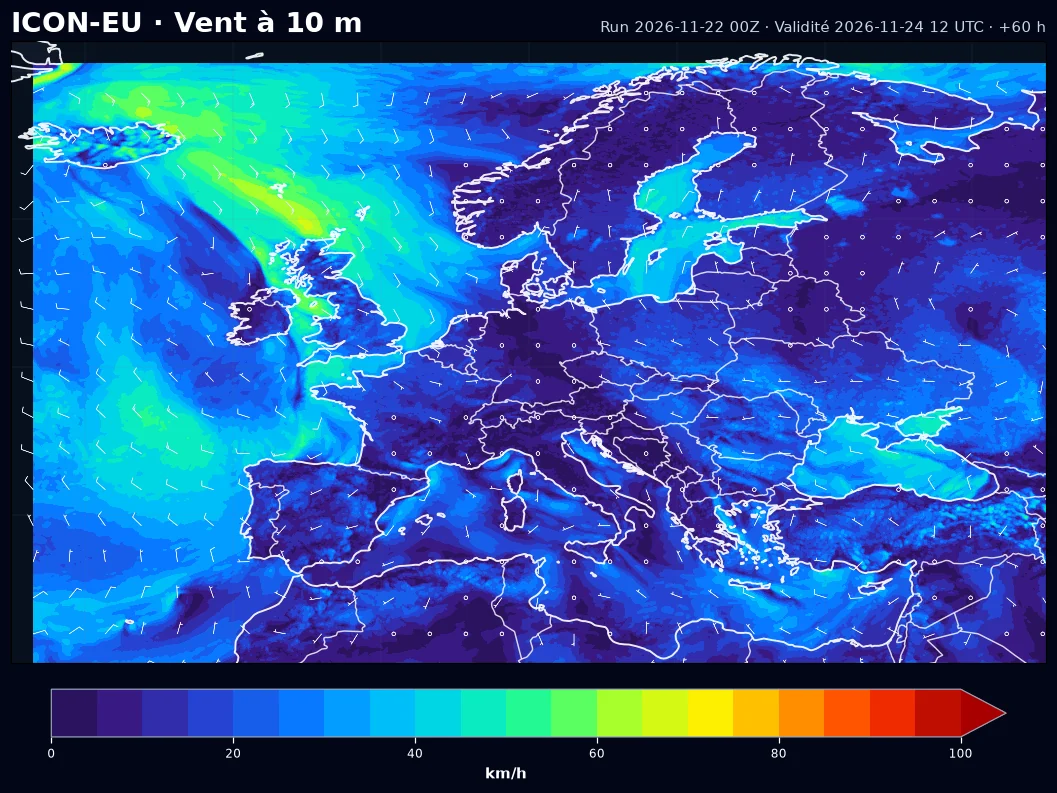 ICON-EU · Vent à 10 m
Run 2026-11-22 00Z · Validité 2026-11-24 12 UTC · +60 h
0 20 40 60 80 100
km/h